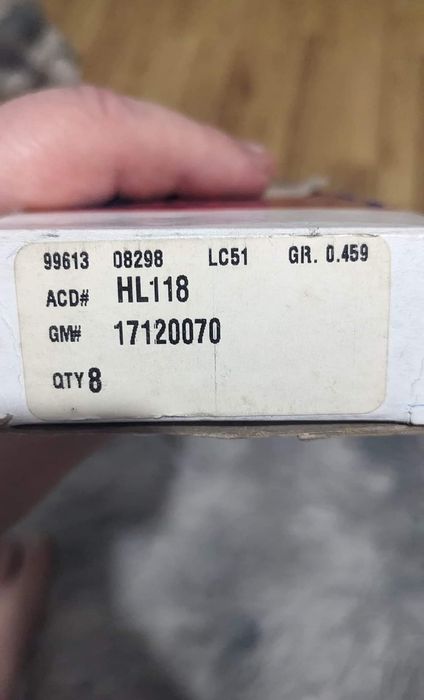 99613 08298 LC51 GR. 0.459
ACD# HL118
GM# 17120070
QTY 8